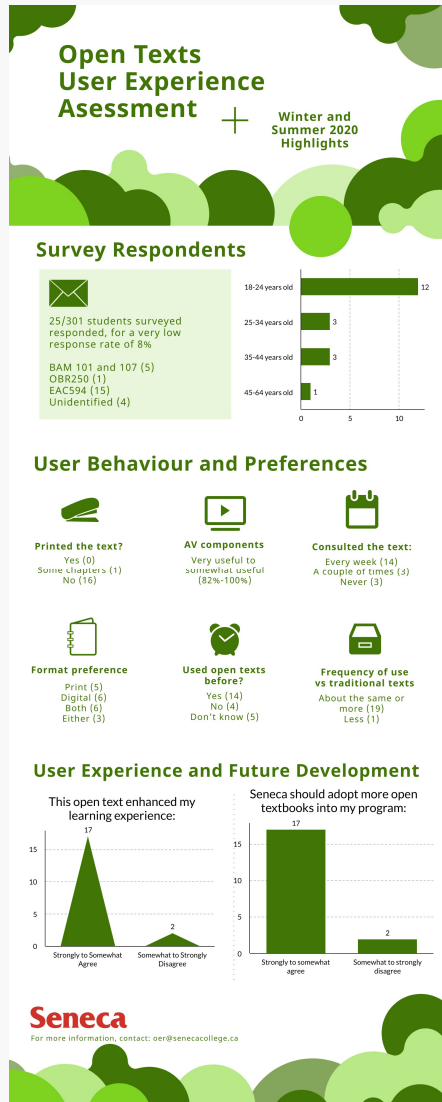 Open Texts
User Experience
Asessment
Winter and
Summer 2020
Highlights
Survey Respondents
25/301 students surveyed
responded, for a very low
response rate of 8%
BAM 101 and 107 (5)
OBR250 (1)
EAC594 (15)
Unidentified (4)
18-24 years old
12
25-34 years old
3
35-44 years old
3
45-64 years old
1
0
5
10
User Behaviour and Preferences
Printed the text?
Yes (0)
Some chapters (1)
No (16)
AV components
Very useful to
somewhat useful
(82%-100%)
Consulted the text:
Every week (14)
A couple of times (3)
Never (3)
Format preference
Print (5)
Digital (6)
Both (6)
Either (3)
Used open texts
before?
Yes (14)
No (4)
Don't know (5)
Frequency of use
vs traditional texts
About the same or
more (19)
Less (1)
User Experience and Future Development
This open text enhanced my
learning experience:
17
15
10
5
2
0
Strongly to Somewhat
Agree
Somewhat to Strongly
Disagree
Seneca should adopt more open
textbooks into my program:
17
15
10
5
2
0
Strongly to somewhat
agree
Somewhat to strongly
disagree
Seneca
For more information, contact: oer@senecacollege.ca